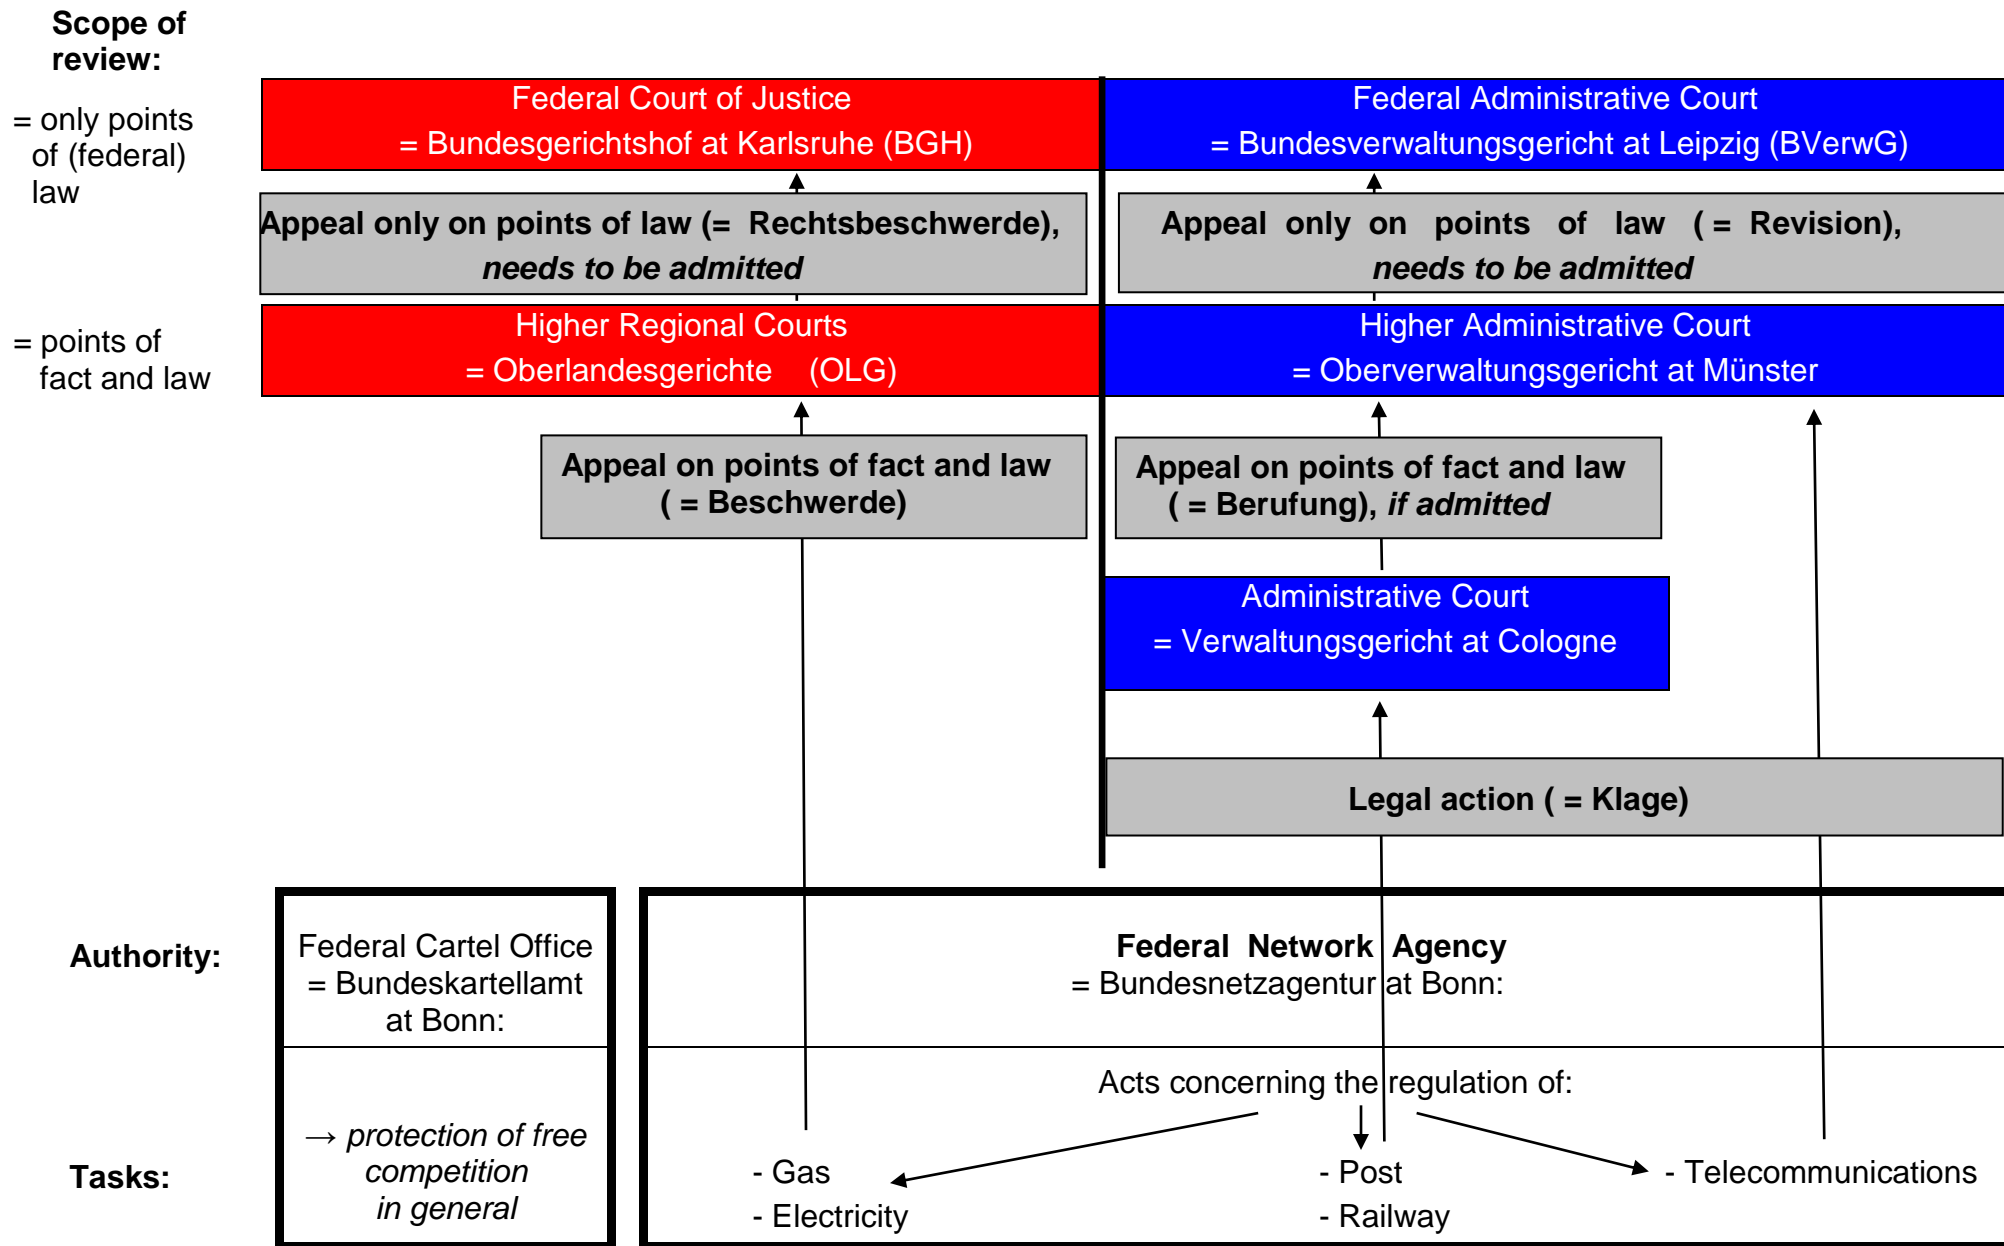 Scope of
review:
= only points
of (federal)
law
Federal Court of Justice
= Bundesgerichtshof at Karlsruhe (BGH)
Federal Administrative Court
= Bundesverwaltungsgericht at Leipzig (BVerwG)
Appeal only on points of law (= Rechtsbeschwerde),
needs to be admitted
Appeal only on points of law ( = Revision),
needs to be admitted
= points of
fact and law
Higher Regional Courts
= Oberlandesgerichte (OLG)
Higher Administrative Court
= Oberverwaltungsgericht at Münster
Appeal on points of fact and law
( = Beschwerde)
Appeal on points of fact and law
( = Berufung), if admitted
Administrative Court
= Verwaltungsgericht at Cologne
Legal action ( = Klage)
Authority:
Federal Cartel Office
= Bundeskartellamt
at Bonn:
Federal Network Agency
= Bundesnetzagentur at Bonn:
Tasks:
→ protection of free
competition
in general
Acts concerning the regulation of:
- Gas
- Electricity
- Post
- Railway
- Telecommunications